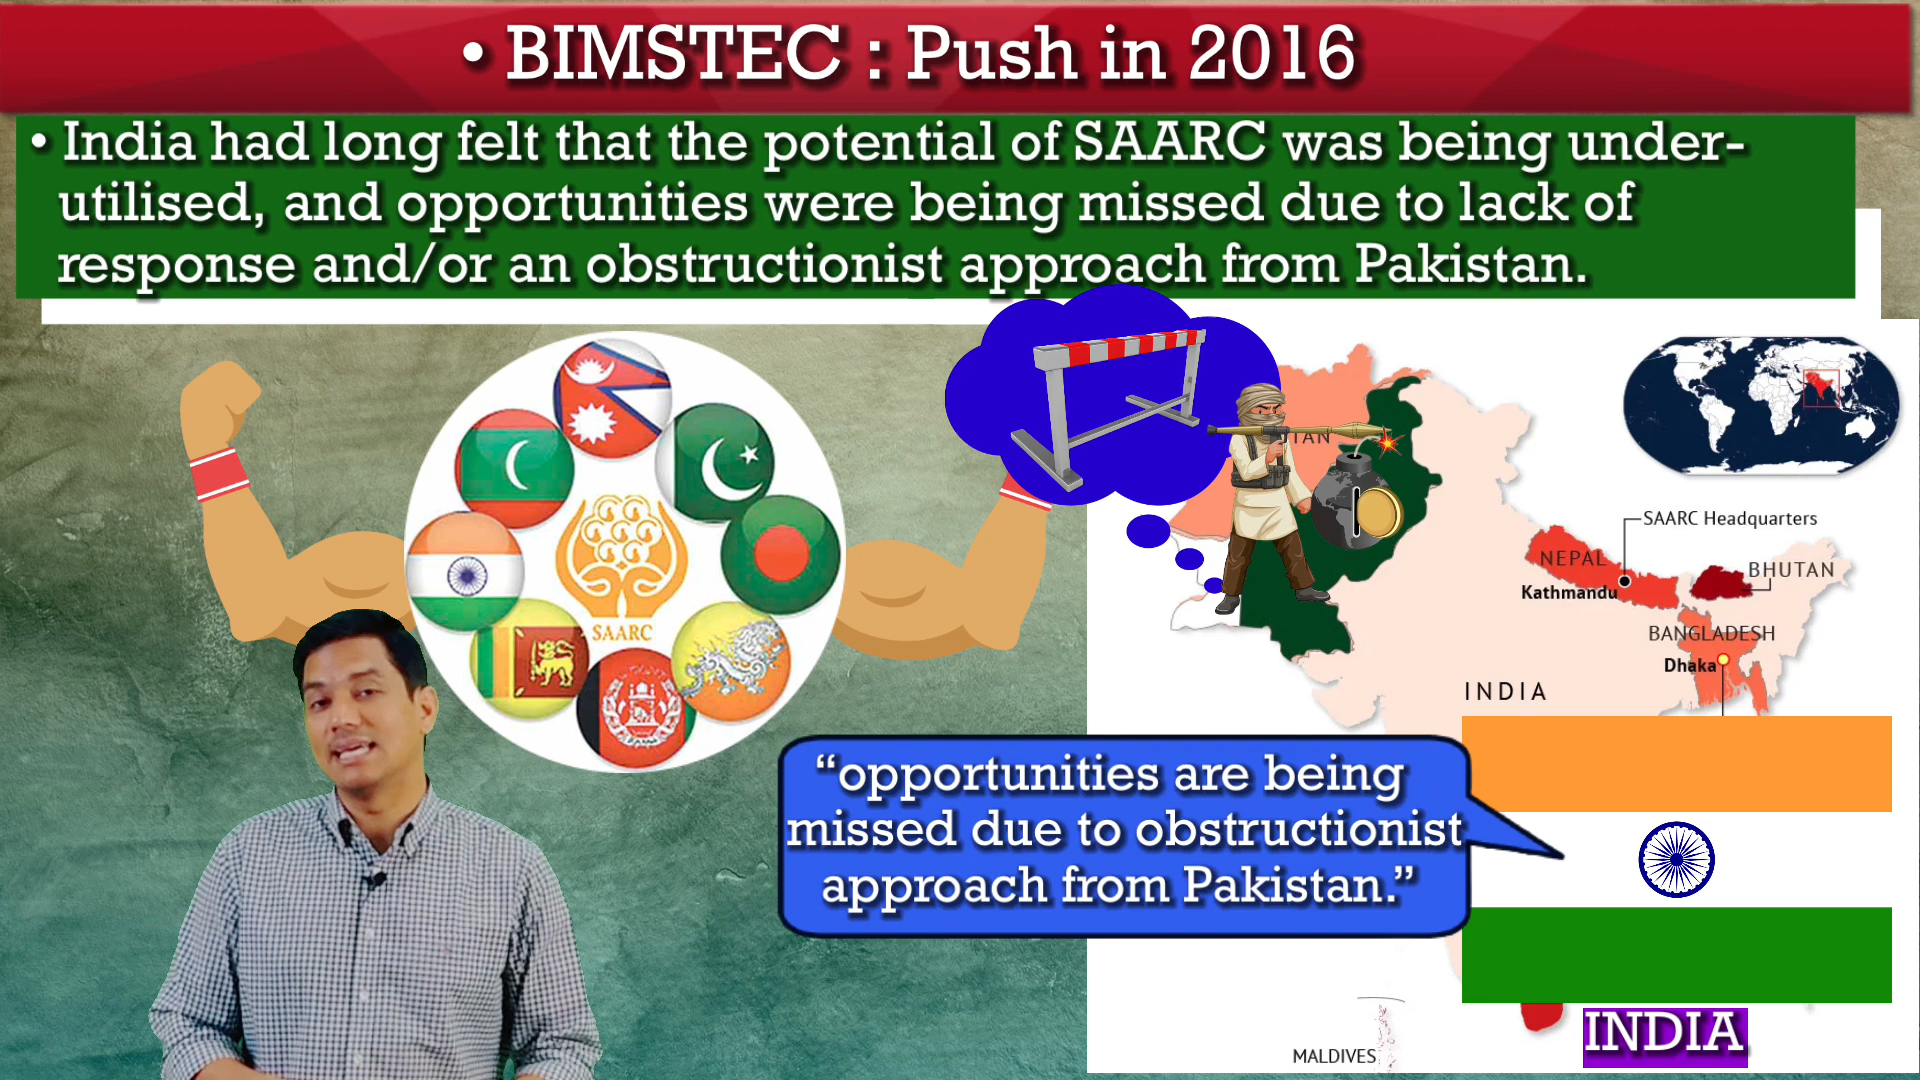 • BIMSTEC : Push in 2016
• India had long felt that the potential of SAARC was being under-
utilised, and opportunities were being missed due to lack of
response and/or an obstructionist approach from Pakistan.
SAARC
TAN
SAARC Headquarters
NEPAL
Kathmandu
BHUTAN
BANGLADESH
Dhaka
INDIA
“opportunities are being
missed due to obstructionist
approach from Pakistan.”
INDIA
MALDIVES